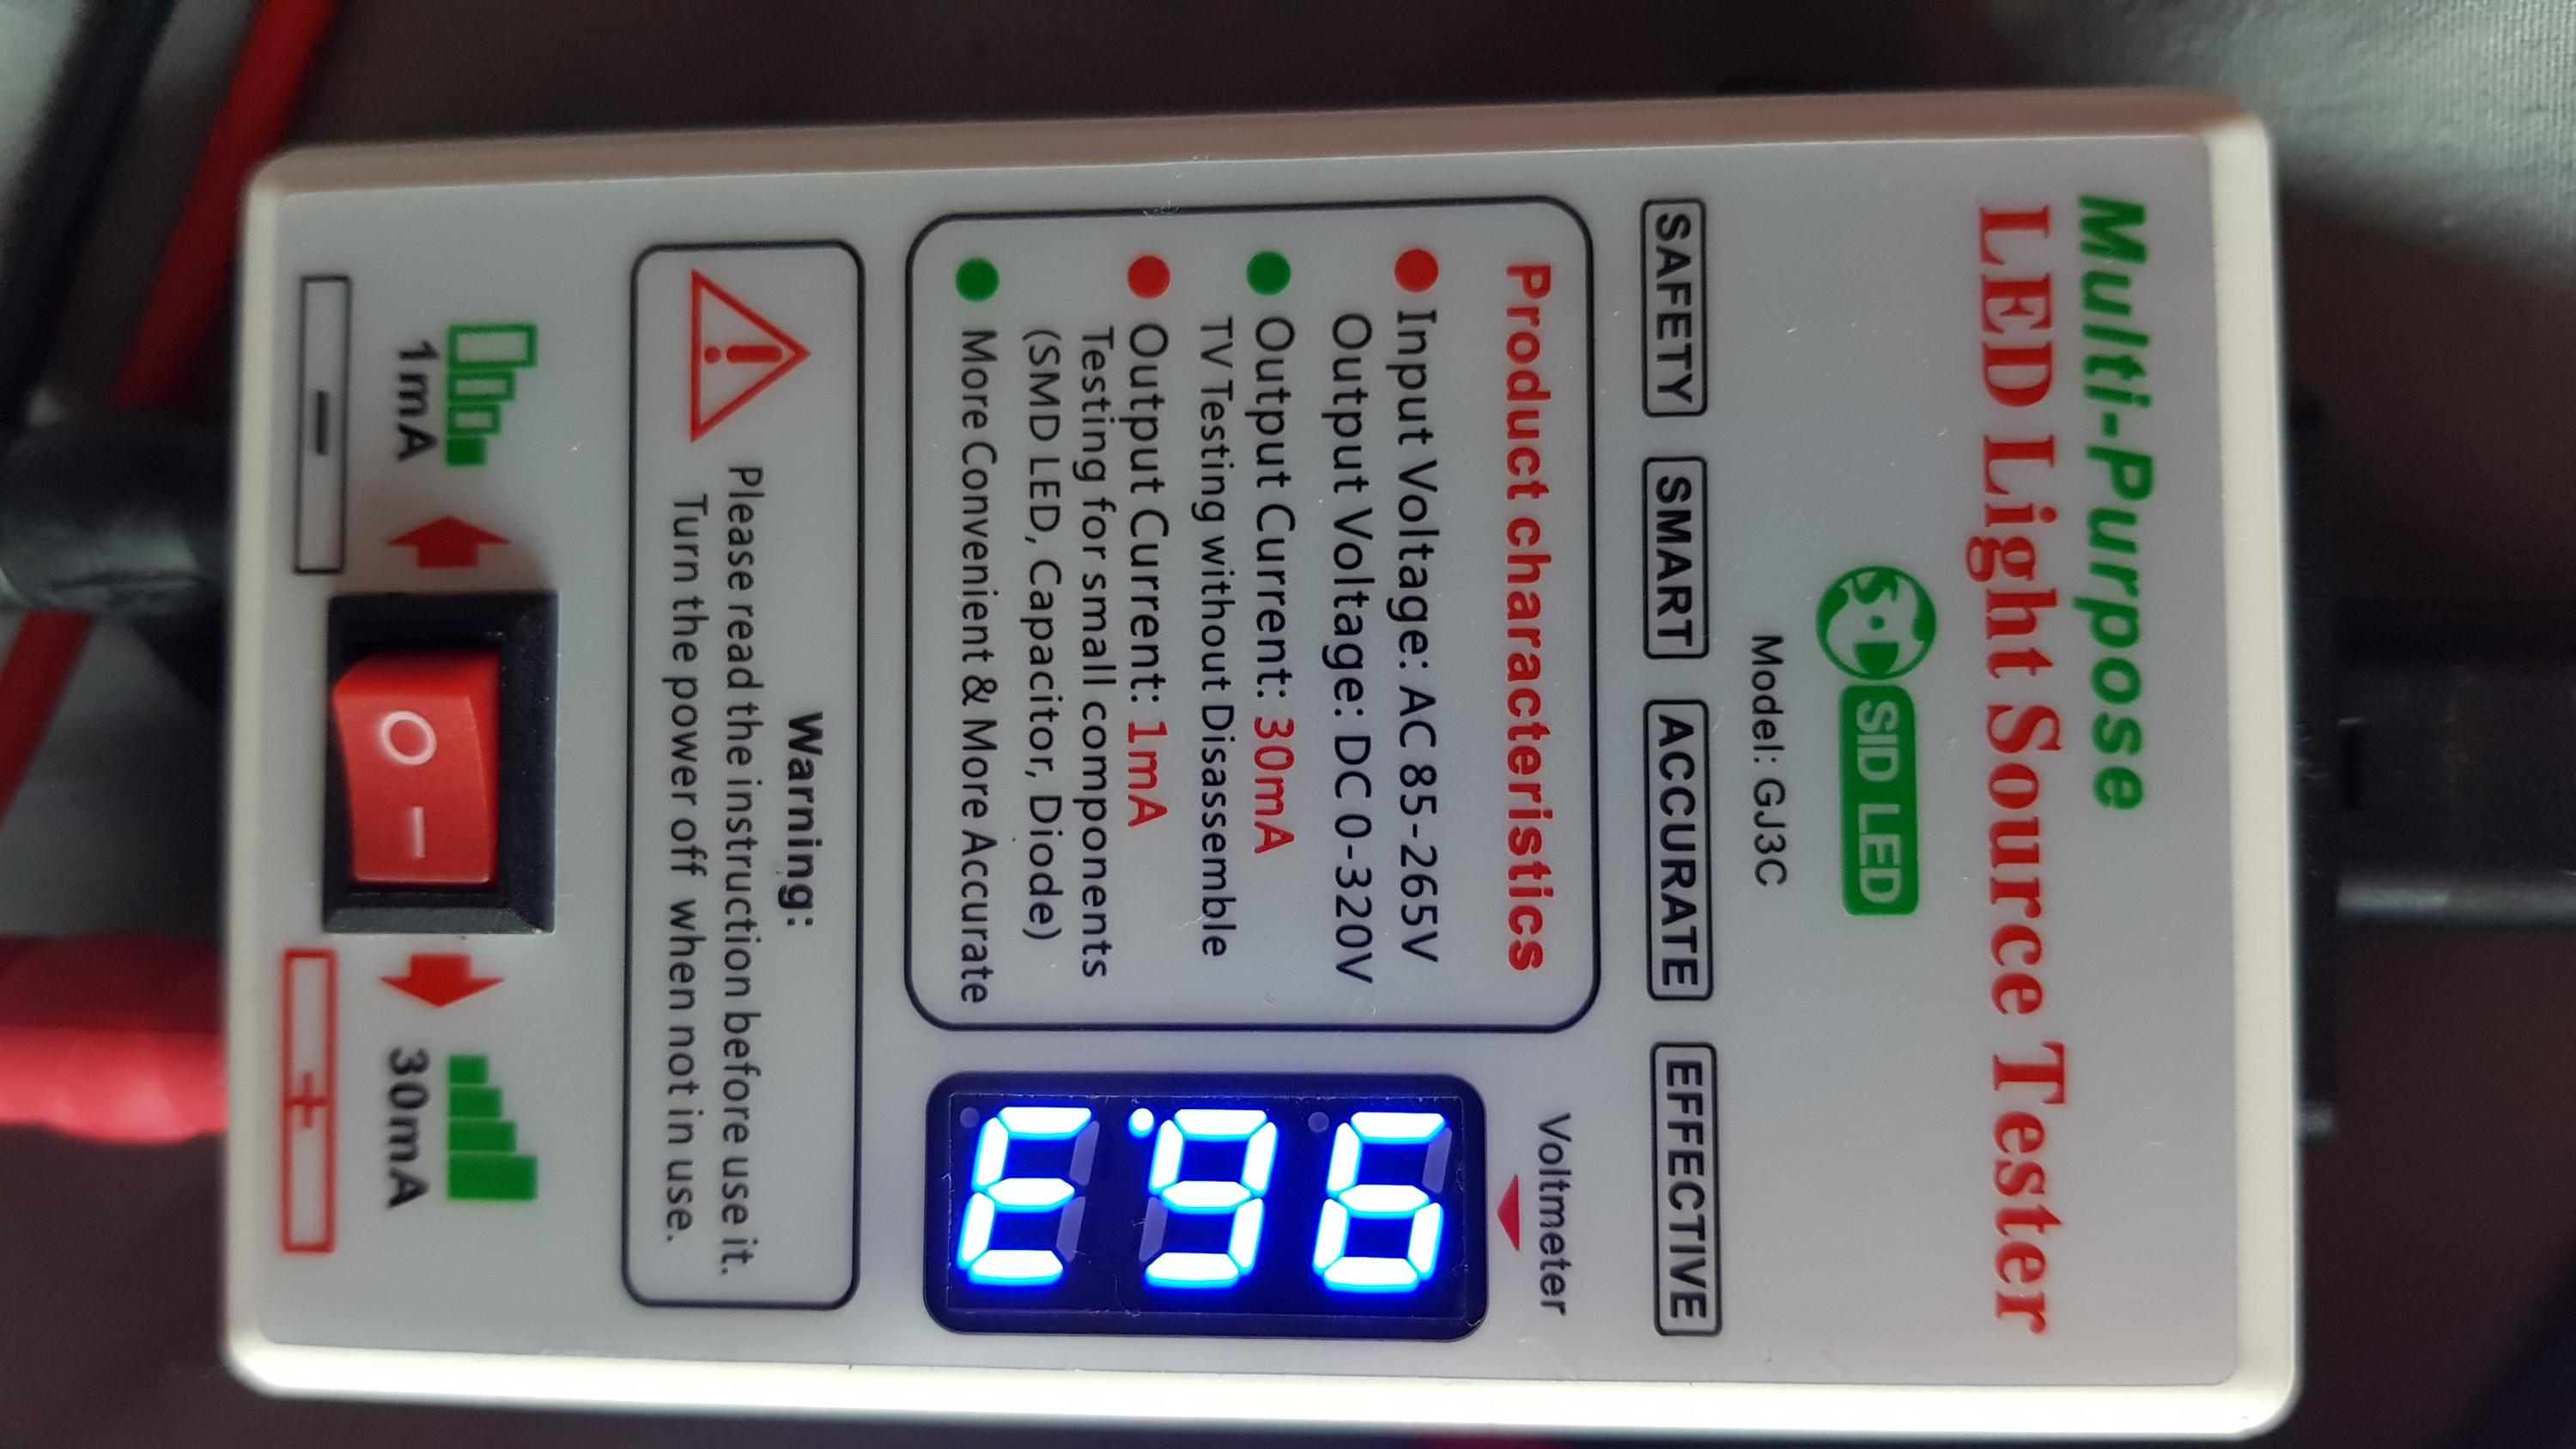 Multi-Purpose
LED Light Source Tester
SID LED
Model: GJ3C
SAFETY SMART ACCURATE EFFECTIVE
Product characteristics
Input Voltage: AC 85-265V
Output Voltage: DC 0-320V
Output Current: 30mA
TV Testing without Disassemble
Output Current: 1mA
Testing for small components
(SMD LED, Capacitor, Diode)
More Convenient & More Accurate
Voltmeter
96.3
Warning:
Please read the instruction before use it.
Turn the power off when not in use.
1mA
30mA
O I
- +